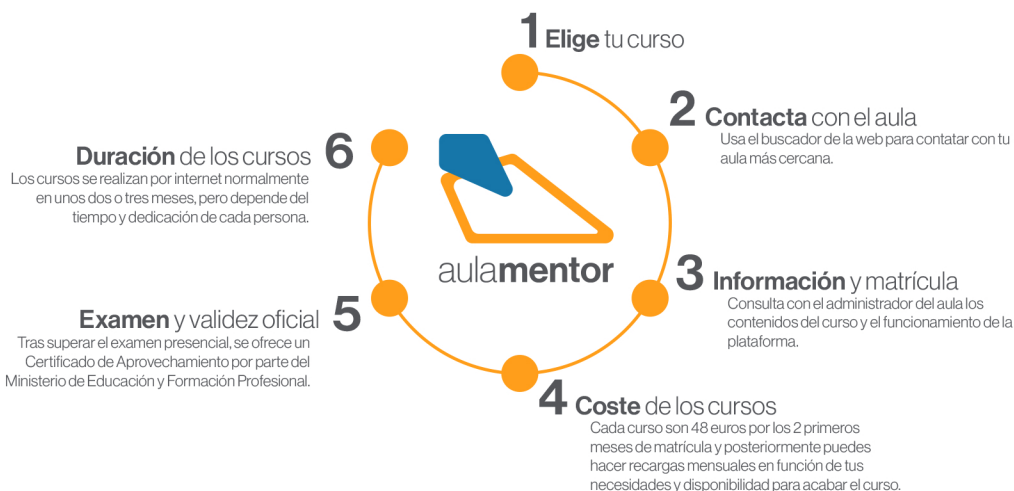 1 Elige tu curso
2 Contacta con el aula
Usa el buscador de la web para contatar con tu
aula más cercana.
3 Información y matrícula
Consulta con el administrador del aula los
contenidos del curso y el funcionamiento de la
plataforma.
4 Coste de los cursos
Cada curso son 48 euros por los 2 primeros
meses de matrícula y posteriormente puedes
hacer recargas mensuales en función de tus
necesidades y disponibilidad para acabar el curso.
Examen y validez oficial 5
Tras superar el examen presencial, se ofrece un
Certificado de Aprovechamiento por parte del
Ministerio de Educación y Formación Profesional.
Duración de los cursos 6
Los cursos se realizan por internet normalmente
en unos dos o tres meses, pero depende del
tiempo y dedicación de cada persona.
aulamentor